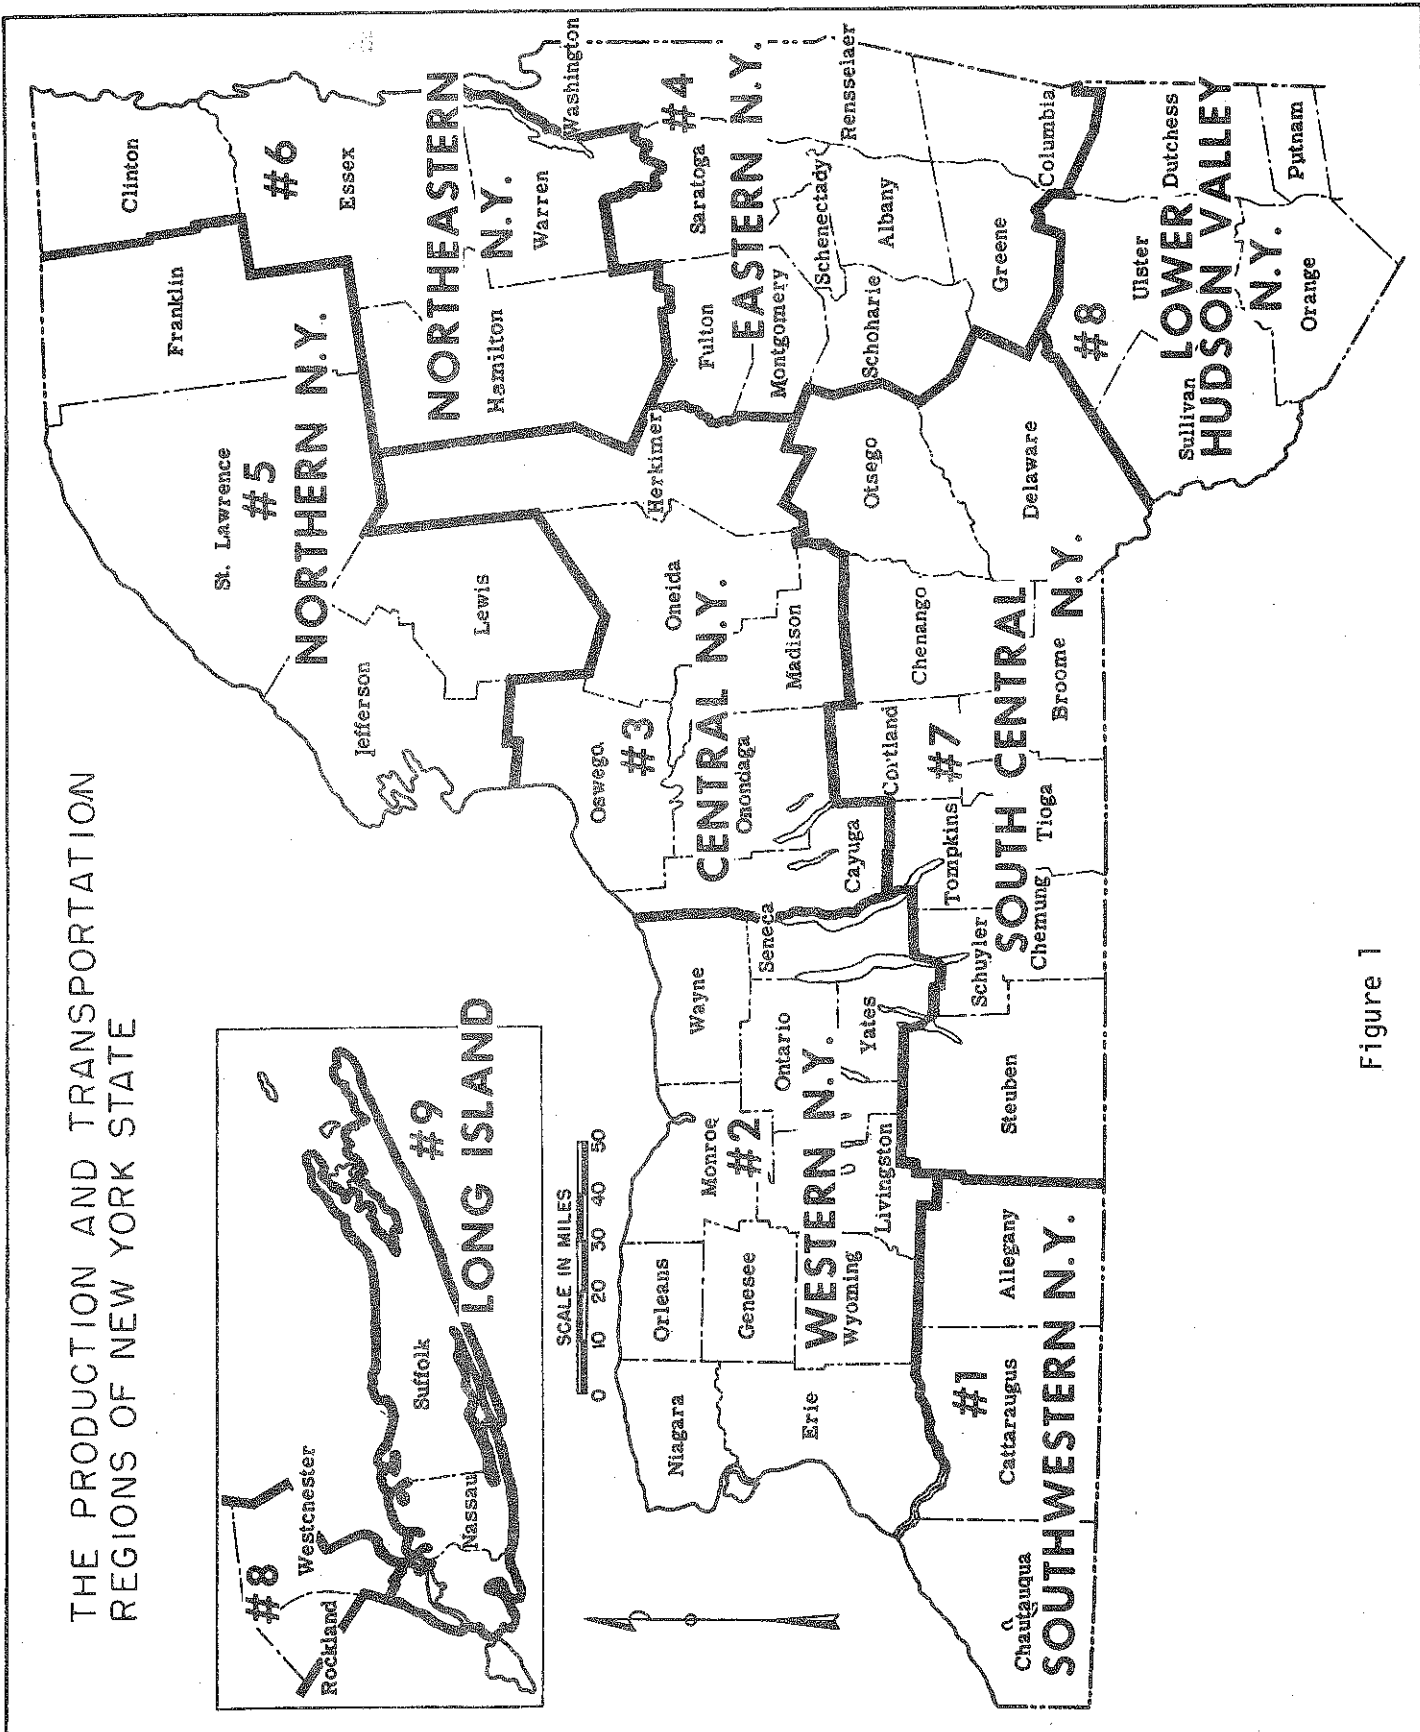 THE PRODUCTION AND TRANSPORTATION
REGIONS OF NEW YORK STATE
#8
Rockland
Westchester
Nassau
Suffolk
#9
LONG ISLAND
SCALE IN MILES
0 10 20 30 40 50
Clinton
Franklin
#6
Essex
St. Lawrence
#5
NORTHERN N.Y.
NORTHEASTERN
N.Y.
Hamilton
Warren
Washington
Jefferson
Lewis
Herkimer
Oswego
#3
Oneida
CENTRAL N.Y.
Onondaga
Madison
Cayuga
Fulton
Saratoga
#4
EASTERN N.Y.
Montgomery
Schenectady
Rensselaer
Schoharie
Albany
Greene
Columbia
Niagara
Orleans
Monroe
Wayne
Genesee
#2
Ontario
Seneca
Erie
WESTERN N.Y.
Wyoming
Livingston
Yates
Otsego
Delaware
Chenango
Cortland
#7
Tompkins
Schuyler
SOUTH CENTRAL
N.Y.
Steuben
Chemung
Tioga
Broome
#1
Chautauqua
a
Cattaraugus
Allegany
SOUTHWESTERN N.Y.
#8
Ulster
Dutchess
Sullivan
LOWER
HUDSON VALLEY
N.Y.
Orange
Putnam
Figure 1